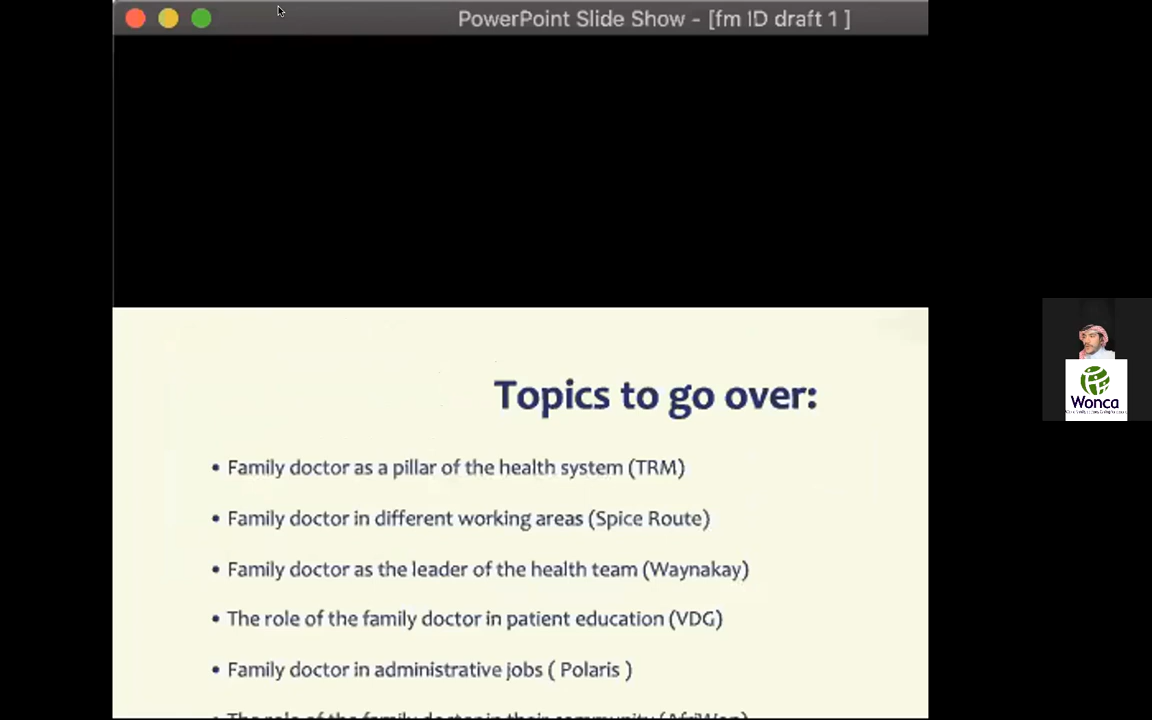 PowerPoint Slide Show - [fm ID draft 1 ]
Topics to go over:
• Family doctor as a pillar of the health system (TRM)
• Family doctor in different working areas (Spice Route)
• Family doctor as the leader of the health team (Waynakay)
• The role of the family doctor in patient education (VDG)
• Family doctor in administrative jobs ( Polaris )
• The role of the family doctor in their community (AfriWon)
Wonca